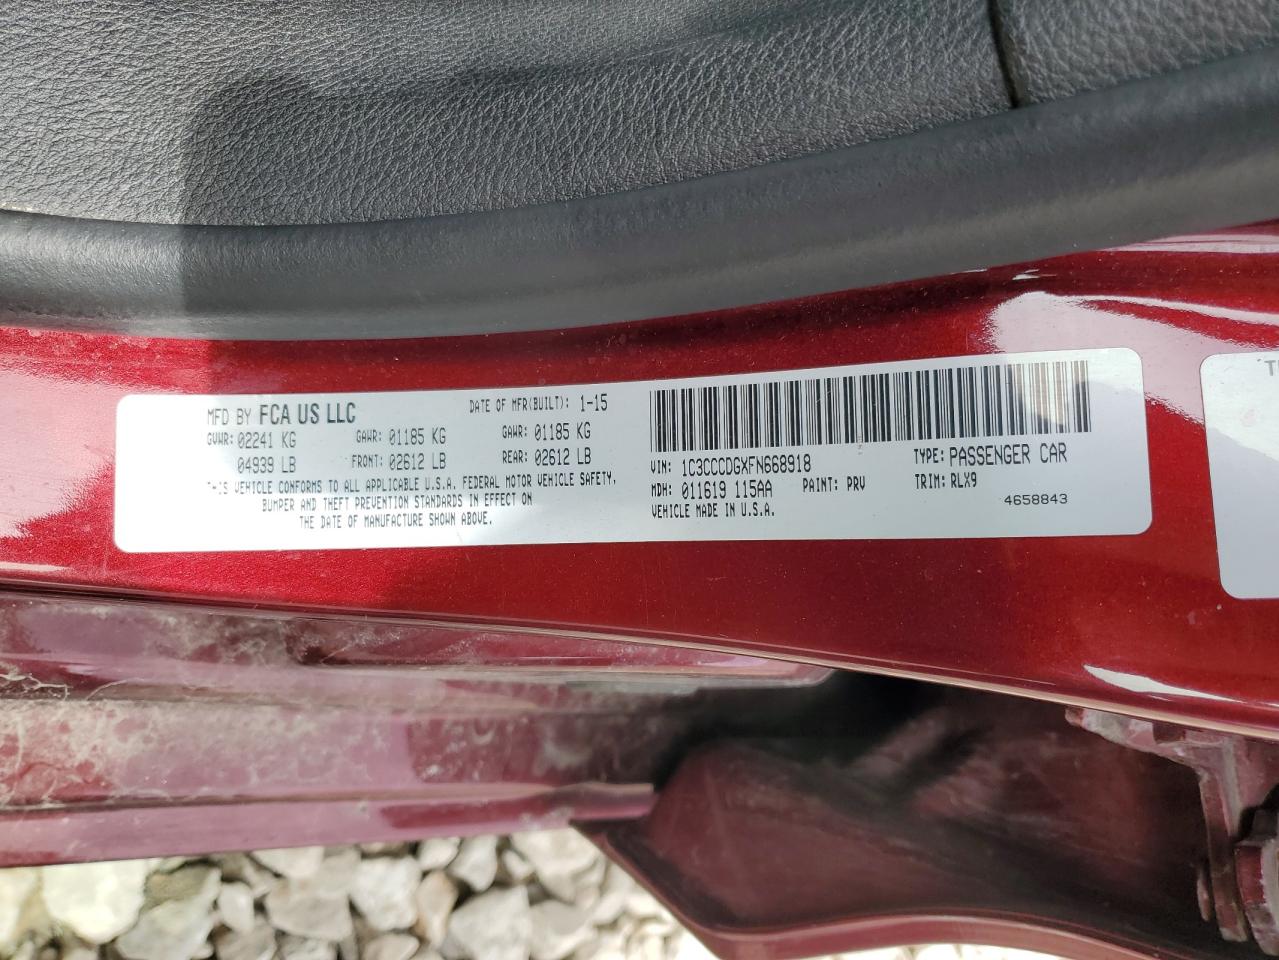 MFD BY FCA US LLC DATE OF MFR(BUILT): 1-15
GVWR: 02241 KG GAWR: 01185 KG GAWR: 01185 KG
04939 LB FRONT: 02612 LB REAR: 02612 LB
THIS VEHICLE CONFORMS TO ALL APPLICABLE U.S.A. FEDERAL MOTOR VEHICLE SAFETY,
BUMPER AND THEFT PREVENTION STANDARDS IN EFFECT ON
THE DATE OF MANUFACTURE SHOWN ABOVE.
VIN: 1C3CCCDGXFN668918 TYPE: PASSENGER CAR
MDH: 011619 115AA PAINT: PRV TRIM: RLX9
VEHICLE MADE IN U.S.A. 4658843